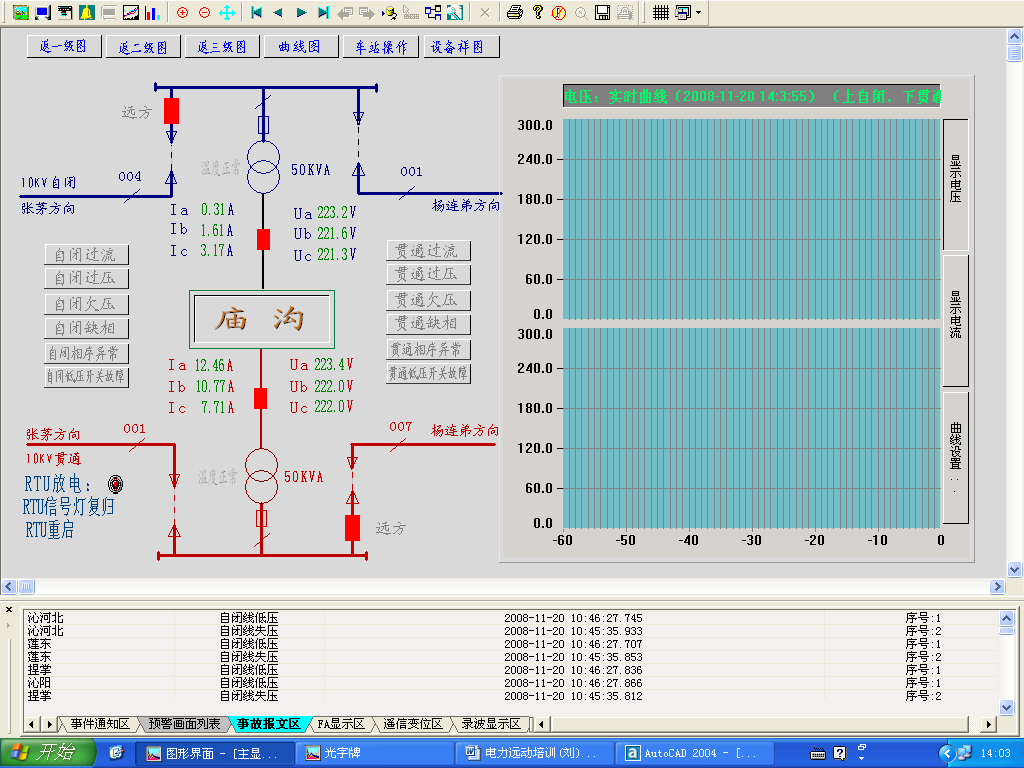 返一级图 返二级图 返三级图 曲线图 车站操作 设备祥图
电压：实时曲线（2008-11-20 14:3:55）（上自闭．下贯通
远方
温度正常
50KVA
004
001
10KV自闭
张茅方向
杨连弟方向
Ia 0.31A
Ib 1.61A
Ic 3.17A
Ua 223.2V
Ub 221.6V
Uc 221.3V
自闭过流
自闭过压
自闭欠压
自闭缺相
自闭相序异常
自闭低压开关故障
贯通过流
贯通过压
贯通欠压
贯通缺相
贯通相序异常
贯通低压开关故障
庙 沟
Ia 12.46A
Ib 10.77A
Ic 7.71A
Ua 223.4V
Ub 222.0V
Uc 222.0V
张茅方向
001
007
杨连弟方向
10KV贯通
RTU放电：
RTU信号灯复归
RTU重启
温度正常
50KVA
远方
300.0
240.0
180.0
120.0
60.0
0.0
300.0
240.0
180.0
120.0
60.0
0.0
-60 -50 -40 -30 -20 -10 0
显示电压
显示电流
曲线设置..
沁河北 自闭线低压 2008-11-20 10:46:27.745 序号:1
沁河北 自闭线失压 2008-11-20 10:45:35.933 序号:2
莲东 自闭线低压 2008-11-20 10:46:27.707 序号:1
莲东 自闭线失压 2008-11-20 10:45:35.853 序号:2
捏掌 自闭线低压 2008-11-20 10:46:27.836 序号:1
沁阳 自闭线低压 2008-11-20 10:46:27.866 序号:1
捏掌 自闭线失压 2008-11-20 10:45:35.812 序号:2
事件通知区 预警画面列表 事故报文区 FA显示区 遥信变位区 录波显示区
开始 图形界面 - [主显... 光字牌 电力远动培训(刘)... AutoCAD 2004 - [... 14:03